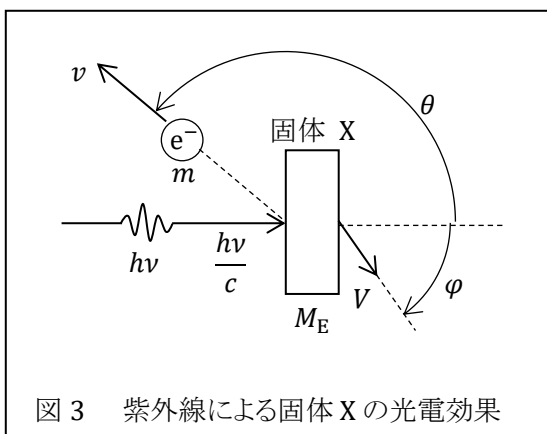 v
θ
固体 X
e⁻
m
hν
hν/c
M_E
V
φ
図 3 紫外線による固体 X の光電効果